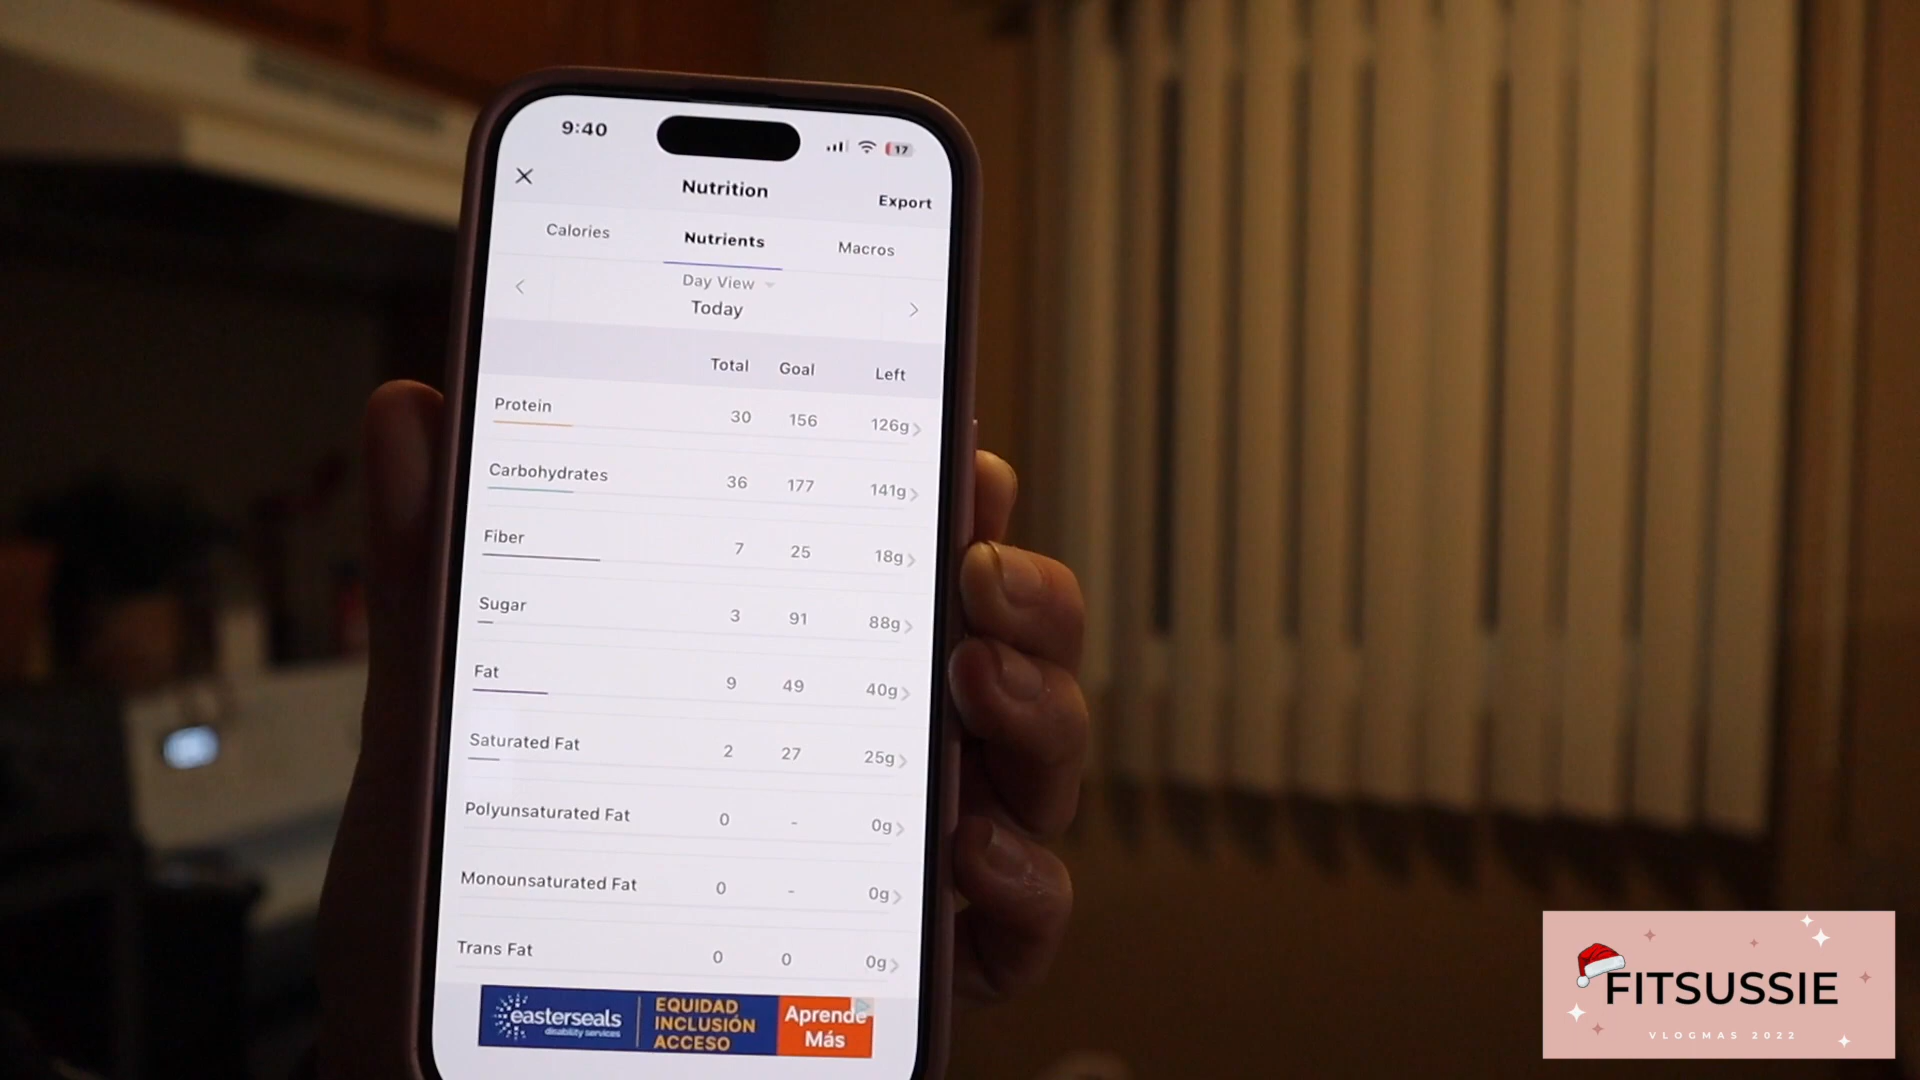 9:40
17
Nutrition
Export
Calories Nutrients Macros
Day View
Today
Total Goal Left
Protein 30 156 126g
Carbohydrates 36 177 141g
Fiber 7 25 18g
Sugar 3 91 88g
Fat 9 49 40g
Saturated Fat 2 27 25g
Polyunsaturated Fat 0 - 0g
Monounsaturated Fat 0 - 0g
Trans Fat 0 0 0g
easterseals
disability services
EQUIDAD
INCLUSIÓN
ACCESO
Aprende
Más
FITSUSSIE
VLOGMAS 2022